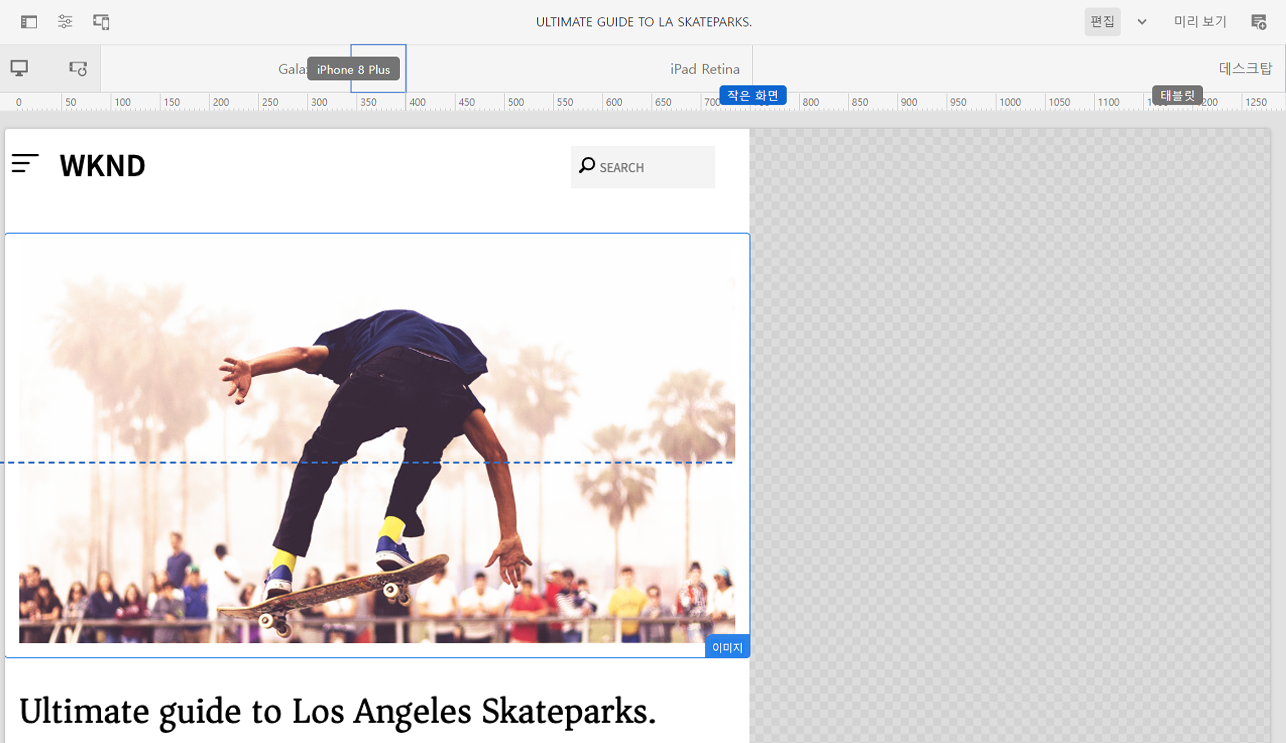 ULTIMATE GUIDE TO LA SKATEPARKS.
편집
미리 보기
iPhone 8 Plus
iPad Retina
데스크탑
0 50 100 150 200 250 300 350 400 450 500 550 600 650 700 800 850 900 950 1000 1050 1100 1250
작은 화면
태블릿
WKND
SEARCH
이미지
Ultimate guide to Los Angeles Skateparks.